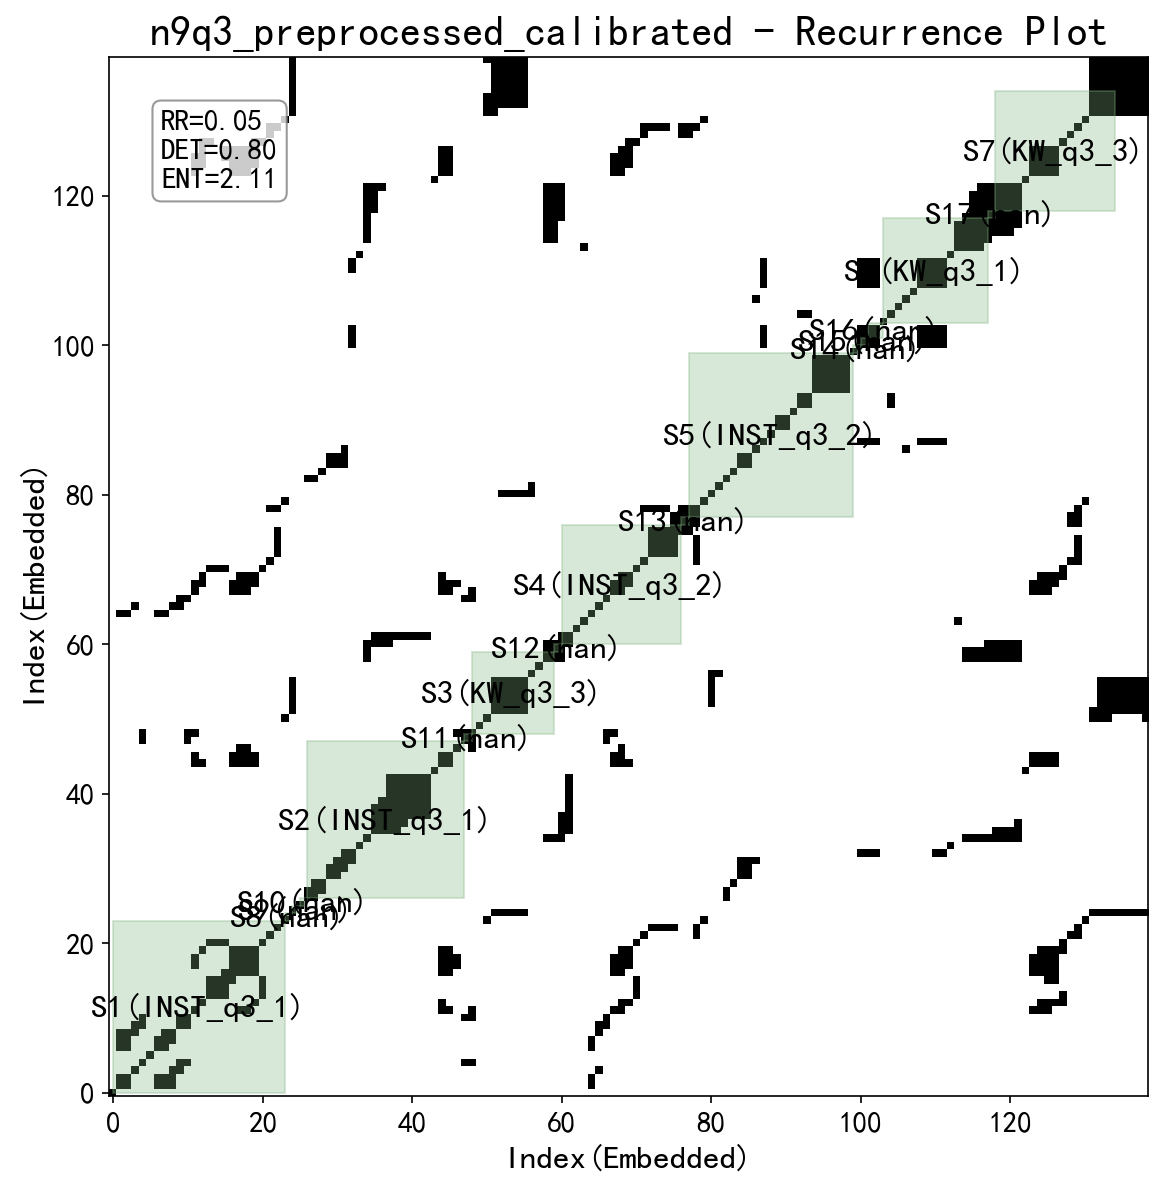 n9q3_preprocessed_calibrated - Recurrence Plot
RR=0.05
DET=0.80
ENT=2.11
S7(KW_q3_3)
S17(nan)
(KW_q3_1)
S16(nan)
S14(nan)
S5(INST_q3_2)
S13(nan)
S4(INST_q3_2)
S12(nan)
S3(KW_q3_3)
S11(nan)
S2(INST_q3_1)
S10(nan)
S8(nan)
S1(INST_q3_1)
120
100
80
60
40
20
0
0 20 40 60 80 100 120
Index(Embedded)
Index(Embedded)